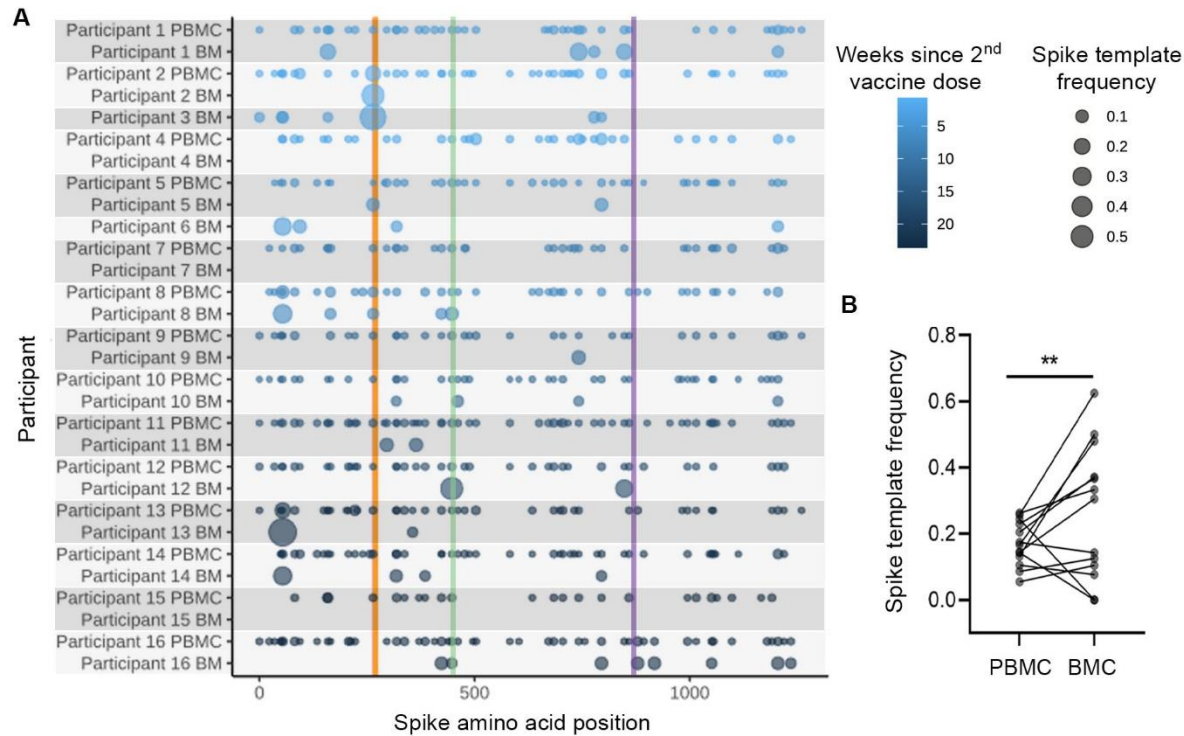 A
Participant 1 PBMC
Participant 1 BM
Participant 2 PBMC
Participant 2 BM
Participant 3 BM
Participant 4 PBMC
Participant 4 BM
Participant 5 PBMC
Participant 5 BM
Participant 6 BM
Participant 7 PBMC
Participant 7 BM
Participant 8 PBMC
Participant 8 BM
Participant 9 PBMC
Participant 9 BM
Participant 10 PBMC
Participant 10 BM
Participant 11 PBMC
Participant 11 BM
Participant 12 PBMC
Participant 12 BM
Participant 13 PBMC
Participant 13 BM
Participant 14 PBMC
Participant 14 BM
Participant 15 PBMC
Participant 15 BM
Participant 16 PBMC
Participant 16 BM
Participant
0 500 1000
Spike amino acid position
Weeks since 2nd
vaccine dose
5
10
15
20
Spike template
frequency
0.1
0.2
0.3
0.4
0.5
B
Spike template frequency
0.8
0.6
0.4
0.2
0.0
**
PBMC BMC